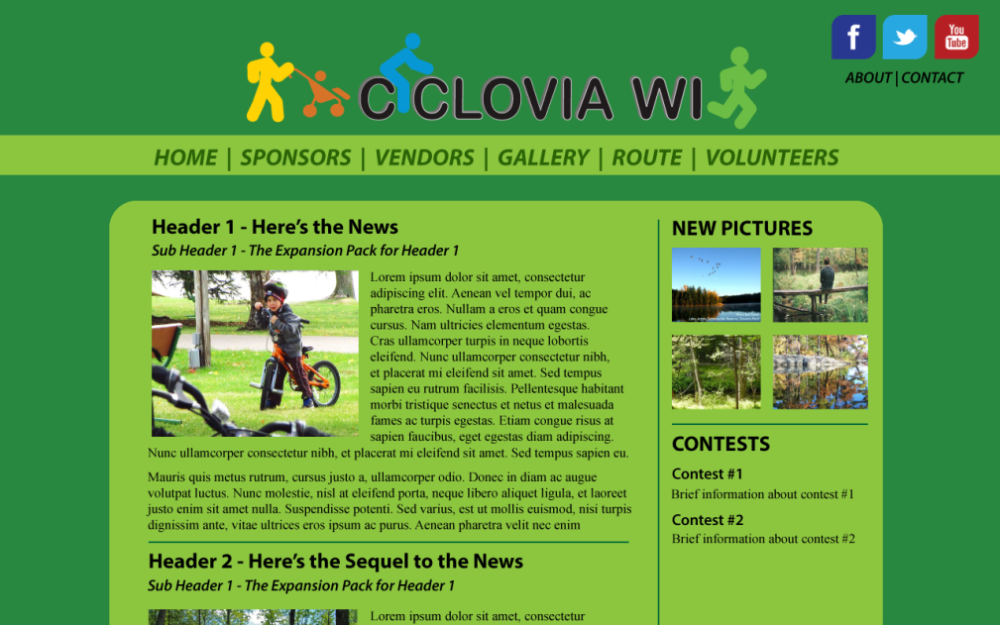 f
You
Tube
ABOUT | CONTACT
CICLOVIA WI
HOME | SPONSORS | VENDORS | GALLERY | ROUTE | VOLUNTEERS
Header 1 - Here’s the News
Sub Header 1 - The Expansion Pack for Header 1
Lorem ipsum dolor sit amet, consectetur
adipiscing elit. Aenean vel tempor dui, ac
pharetra eros. Nullam a eros et quam congue
cursus. Nam ultricies elementum egestas.
Cras ullamcorper turpis in neque lobortis
eleifend. Nunc ullamcorper consectetur nibh,
et placerat mi eleifend sit amet. Sed tempus
sapien eu rutrum facilisis. Pellentesque habitant
morbi tristique senectus et netus et malesuada
fames ac turpis egestas. Etiam congue risus at
sapien faucibus, eget egestas diam adipiscing.
Nunc ullamcorper consectetur nibh, et placerat mi eleifend sit amet. Sed tempus sapien eu.
Mauris quis metus rutrum, cursus justo a, ullamcorper odio. Donec in diam ac augue
volutpat luctus. Nunc molestie, nisl at eleifend porta, neque libero aliquet ligula, et laoreet
justo enim sit amet nulla. Suspendisse potenti. Sed varius, est ut mollis euismod, nisi turpis
dignissim ante, vitae ultrices eros ipsum ac purus. Aenean pharetra velit nec enim
Header 2 - Here’s the Sequel to the News
Sub Header 1 - The Expansion Pack for Header 1
Lorem ipsum dolor sit amet, consectetur
NEW PICTURES
CONTESTS
Contest #1
Brief information about contest #1
Contest #2
Brief information about contest #2